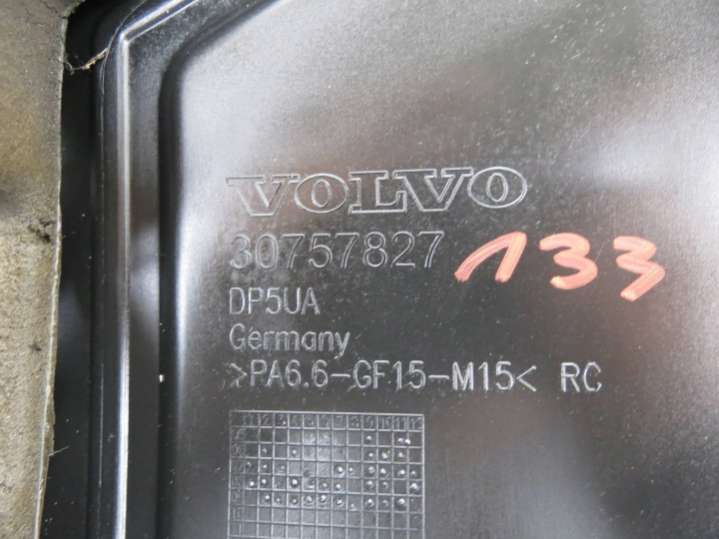 VOLVO
30757827 133
DP5UA
Germany
>PA6.6-GF15-M15< RC